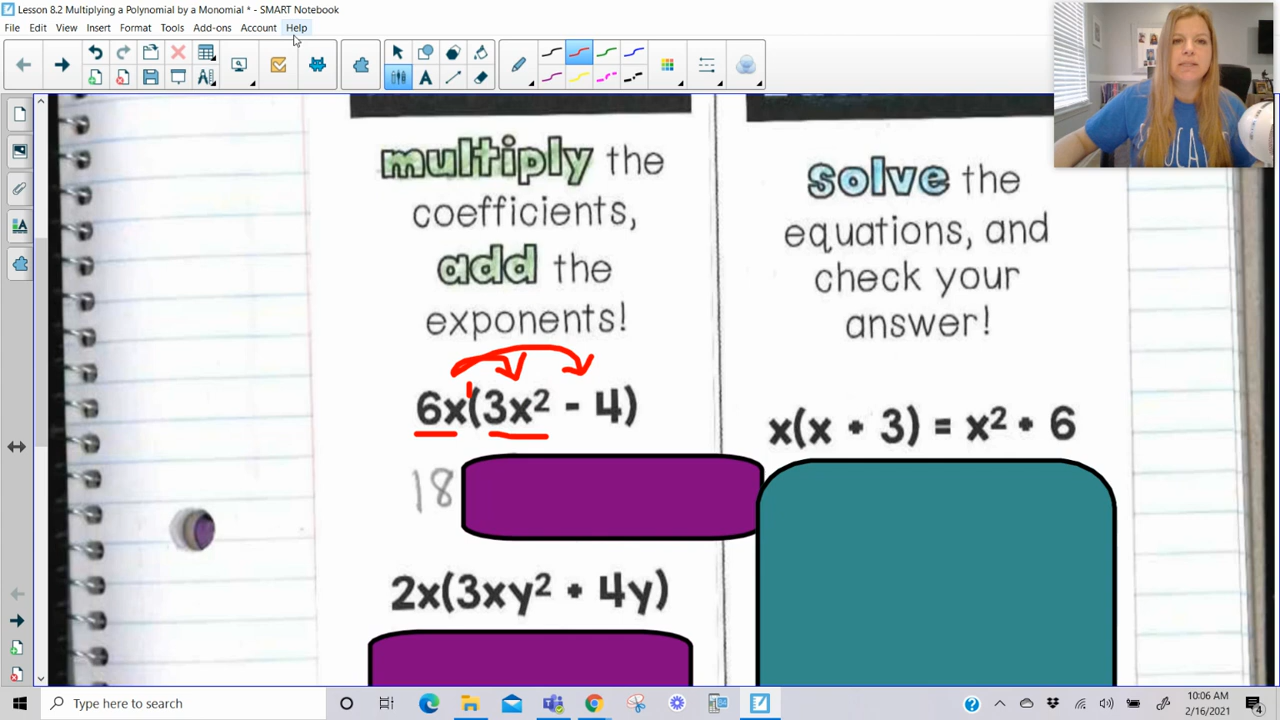 Lesson 8.2 Multiplying a Polynomial by a Monomial * - SMART Notebook
File Edit View Insert Format Tools Add-ons Account Help
multiply the
coefficients,
add the
exponents!
6x(3x² - 4)
18
2x(3xy² + 4y)
solve the
equations, and
check your
answer!
x(x + 3) = x² + 6
Type here to search
10:06 AM
2/16/2021
4